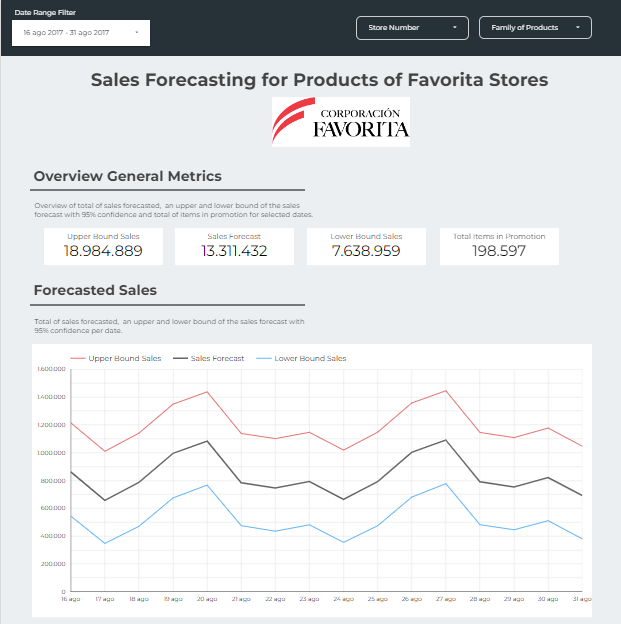 Date Range Filter
16 ago 2017 - 31 ago 2017
Store Number
Family of Products
Sales Forecasting for Products of Favorita Stores
CORPORACIÓN
FAVORITA
Overview General Metrics
Overview of total of sales forecasted, an upper and lower bound of the sales
forecast with 95% confidence and total of items in promotion for selected dates.
Upper Bound Sales
18.984.889
Sales Forecast
13.311.432
Lower Bound Sales
7.638.959
Total Items in Promotion
198.597
Forecasted Sales
Total of sales forecasted, an upper and lower bound of the sales forecast with
95% confidence per date.
Upper Bound Sales
Sales Forecast
Lower Bound Sales
1.600.000
1.400.000
1.200.000
1.000.000
800.000
600.000
400.000
200.000
0
16 ago
17 ago
18 ago
19 ago
20 ago
21 ago
22 ago
23 ago
24 ago
25 ago
26 ago
27 ago
28 ago
29 ago
30 ago
31 ago